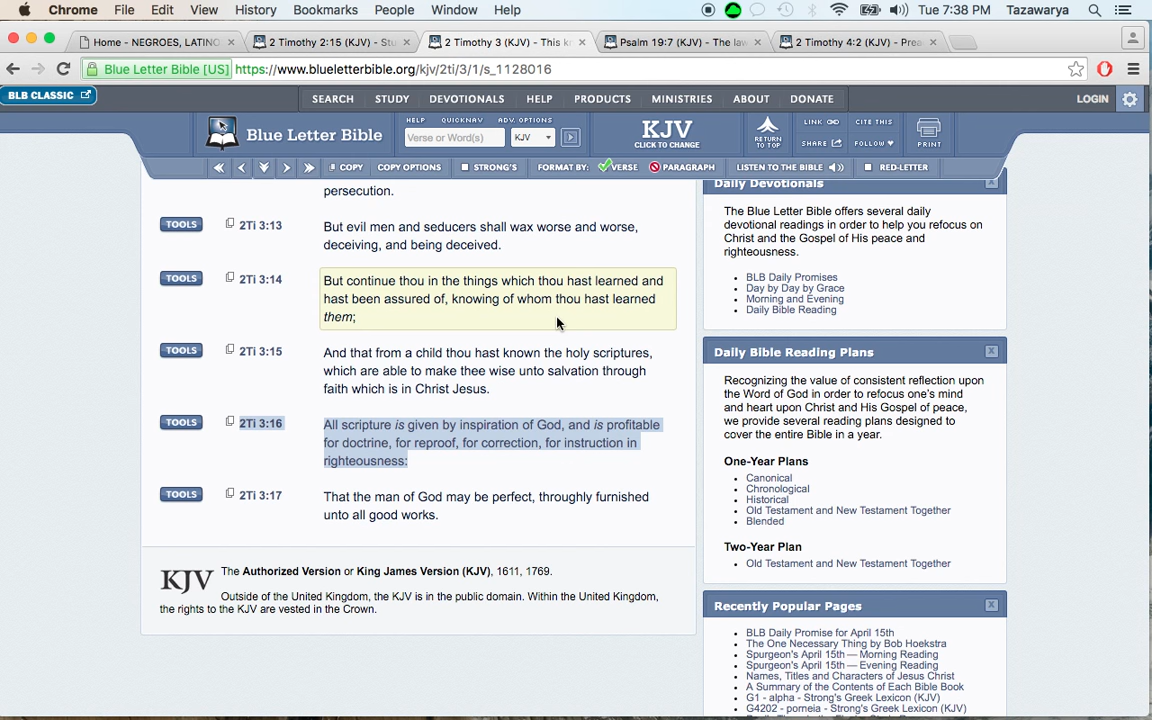 Chrome File Edit View History Bookmarks People Window Help Tue 7:38 PM Tazawarya
Home - NEGROES, LATINO
2 Timothy 2:15 (KJV) - Stu
2 Timothy 3 (KJV) - This k
Psalm 19:7 (KJV) - The la
2 Timothy 4:2 (KJV) - Prea
Blue Letter Bible [US] https://www.blueletterbible.org/kjv/2ti/3/1/s_1128016
BLB CLASSIC
SEARCH STUDY DEVOTIONALS HELP PRODUCTS MINISTRIES ABOUT DONATE LOGIN
Blue Letter Bible
HELP QUICKNAV ADV. OPTIONS
Verse or Word(s) KJV
KJV
CLICK TO CHANGE
RETURN
TO TOP
LINK CITE THIS
SHARE FOLLOW
PRINT
COPY COPY OPTIONS STRONG'S FORMAT BY: VERSE PARAGRAPH LISTEN TO THE BIBLE RED-LETTER
persecution.
TOOLS 2Ti 3:13 But evil men and seducers shall wax worse and worse,
deceiving, and being deceived.
TOOLS 2Ti 3:14 But continue thou in the things which thou hast learned and
hast been assured of, knowing of whom thou hast learned
them;
TOOLS 2Ti 3:15 And that from a child thou hast known the holy scriptures,
which are able to make thee wise unto salvation through
faith which is in Christ Jesus.
TOOLS 2Ti 3:16 All scripture is given by inspiration of God, and is profitable
for doctrine, for reproof, for correction, for instruction in
righteousness:
TOOLS 2Ti 3:17 That the man of God may be perfect, throughly furnished
unto all good works.
KJV
The Authorized Version or King James Version (KJV), 1611, 1769.
Outside of the United Kingdom, the KJV is in the public domain. Within the United Kingdom,
the rights to the KJV are vested in the Crown.
Daily Devotionals
The Blue Letter Bible offers several daily
devotional readings in order to help you refocus on
Christ and the Gospel of His peace and
righteousness.
BLB Daily Promises
Day by Day by Grace
Morning and Evening
Daily Bible Reading
Daily Bible Reading Plans
Recognizing the value of consistent reflection upon
the Word of God in order to refocus one's mind
and heart upon Christ and His Gospel of peace,
we provide several reading plans designed to
cover the entire Bible in a year.
One-Year Plans
Canonical
Chronological
Historical
Old Testament and New Testament Together
Blended
Two-Year Plan
Old Testament and New Testament Together
Recently Popular Pages
BLB Daily Promise for April 15th
The One Necessary Thing by Bob Hoekstra
Spurgeon's April 15th — Morning Reading
Spurgeon's April 15th — Evening Reading
Names, Titles and Characters of Jesus Christ
A Summary of the Contents of Each Bible Book
G1 - alpha - Strong's Greek Lexicon (KJV)
G4202 - porneia - Strong's Greek Lexicon (KJV)